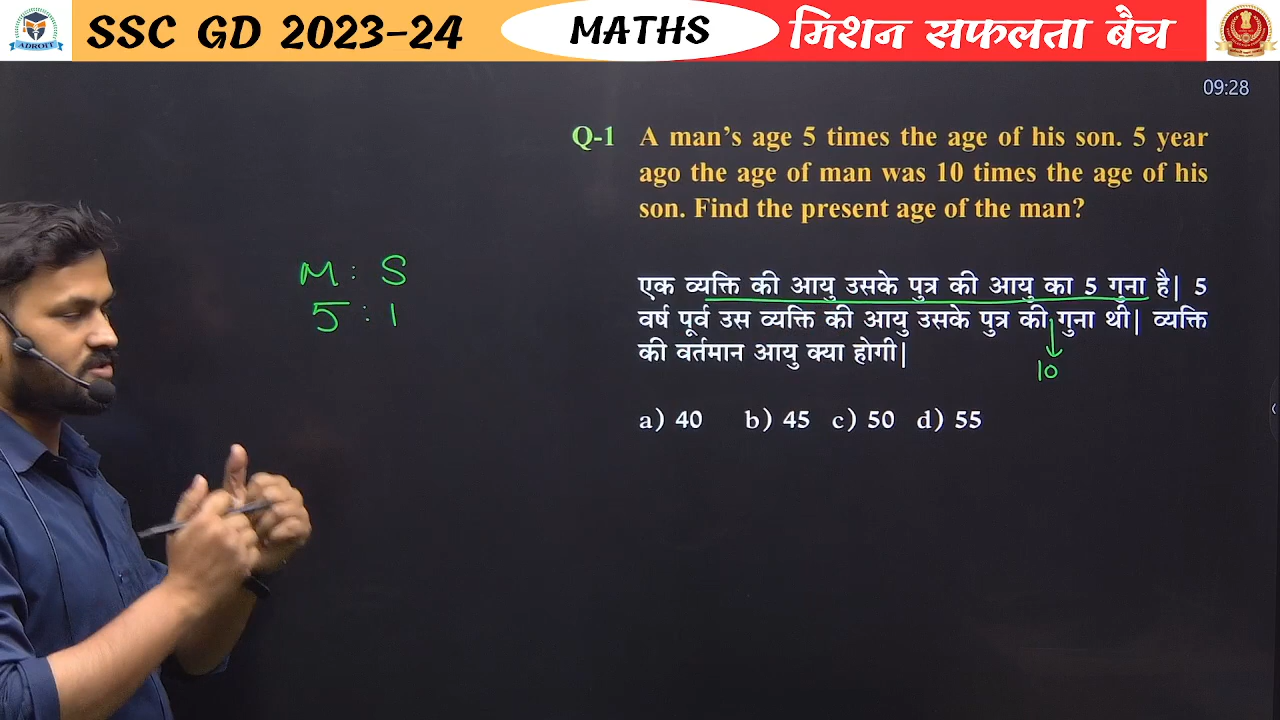 ADROIT
SSC GD 2023-24
MATHS
मिशन सफलता बैच
09:28
Q-1 A man's age 5 times the age of his son. 5 year
ago the age of man was 10 times the age of his
son. Find the present age of the man?
M : S
5 : 1
एक व्यक्ति की आयु उसके पुत्र की आयु का 5 गुना है| 5
वर्ष पूर्व उस व्यक्ति की आयु उसके पुत्र की गुना थी| व्यक्ति
की वर्तमान आयु क्या होगी|
10
a) 40 b) 45 c) 50 d) 55